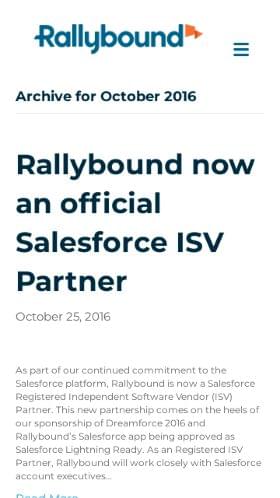 Rallybound
Archive for October 2016
Rallybound now
an official
Salesforce ISV
Partner
October 25, 2016
As part of our continued commitment to the
Salesforce platform, Rallybound is now a Salesforce
Registered Independent Software Vendor (ISV)
Partner. This new partnership comes on the heels of
our sponsorship of Dreamforce 2016 and
Rallybound's Salesforce app being approved as
Salesforce Lightning Ready. As an Registered ISV
Partner, Rallybound will work closely with Salesforce
account executives...
Read More